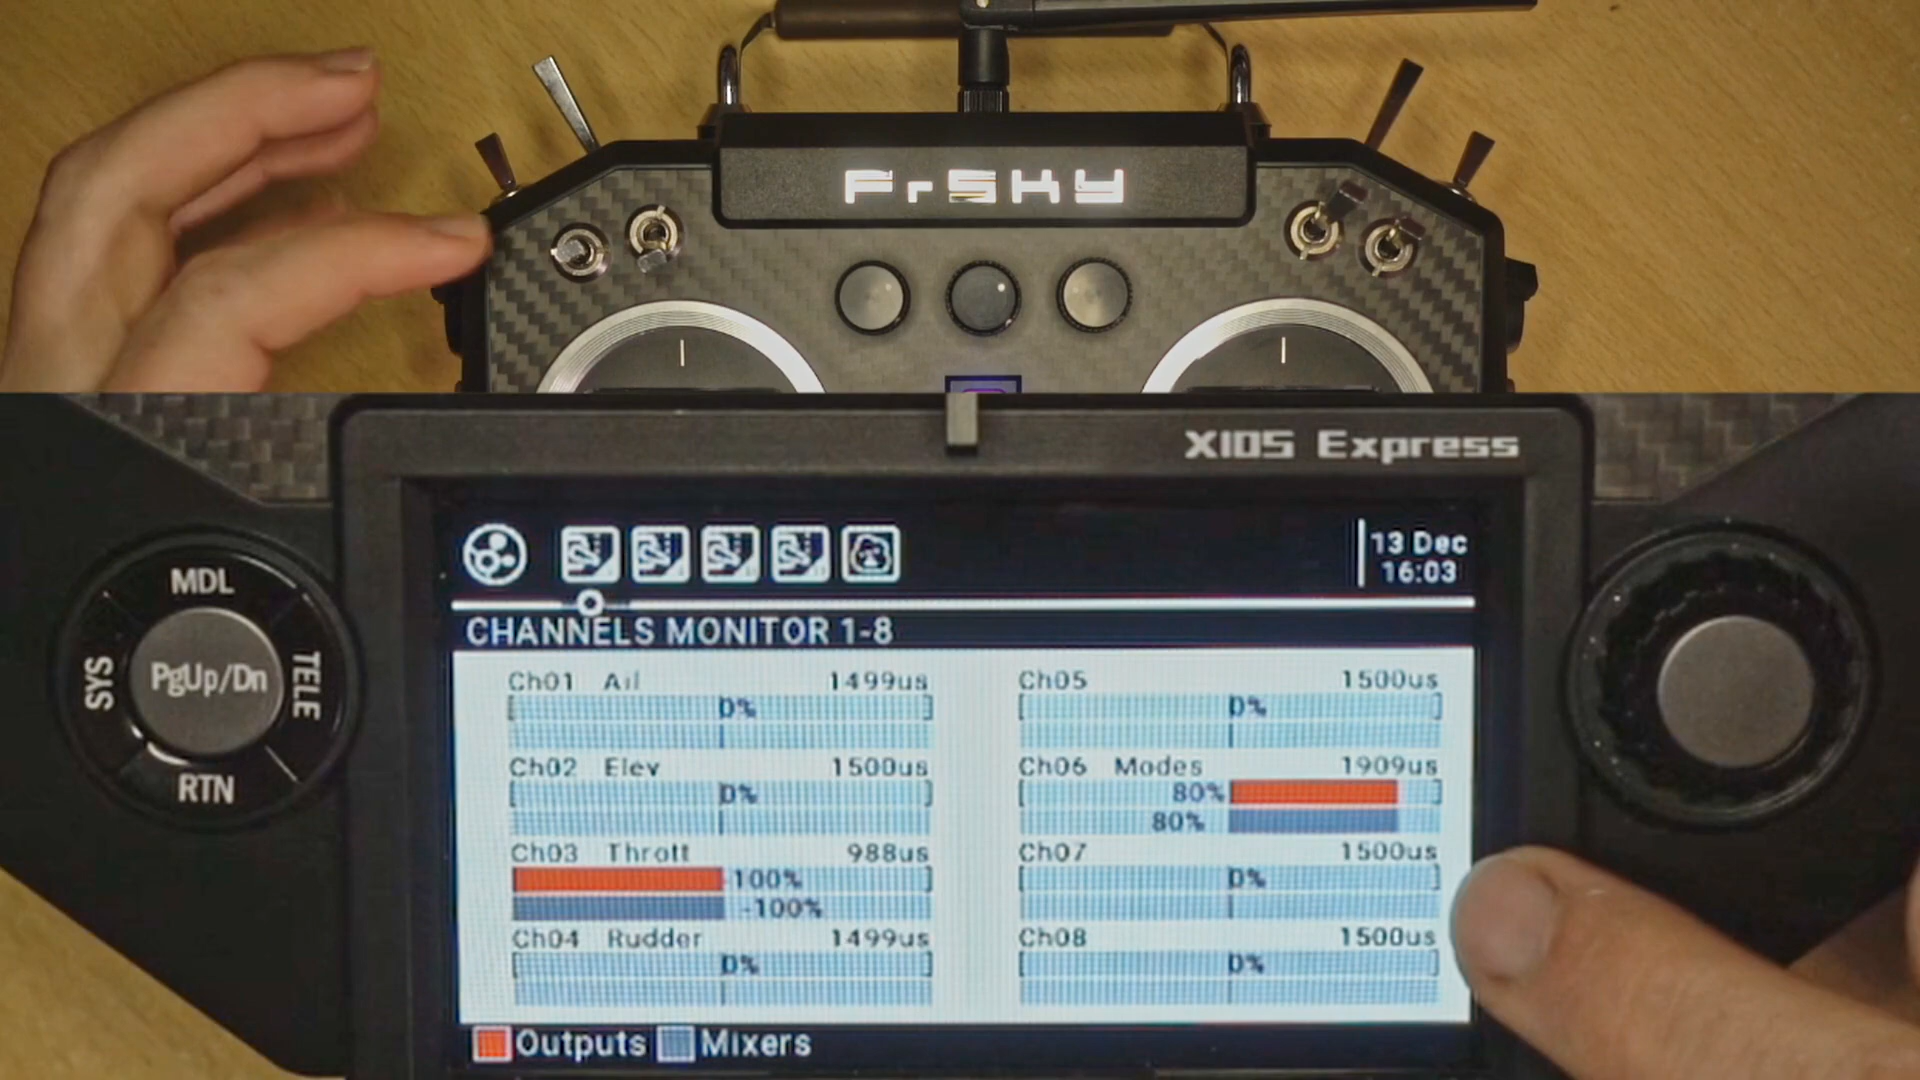 FrSKY
X10S Express
MDL
SYS
PgUp/Dn
TELE
RTN
13 Dec
16:03
CHANNELS MONITOR 1-8
Ch01 Ail 1499us
0%
Ch02 Elev 1500us
0%
Ch03 Thrott 988us
-100%
-100%
Ch04 Rudder 1499us
0%
Ch05 1500us
0%
Ch06 Modes 1909us
80%
80%
Ch07 1500us
0%
Ch08 1500us
0%
Outputs Mixers